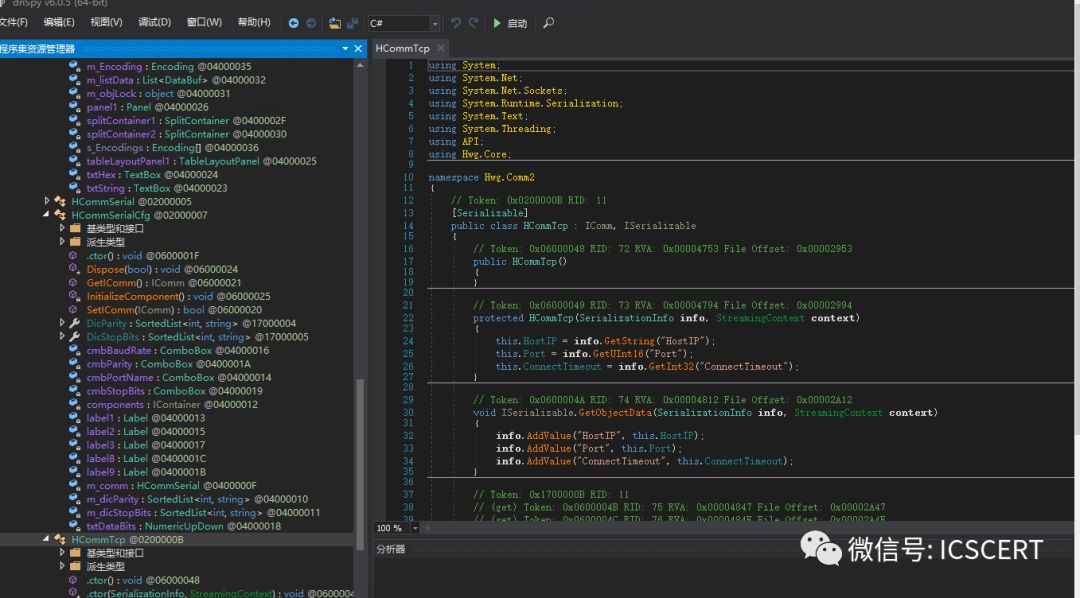 dnSpy v6.0.5 (64-bit)
文件(F) 编辑(E) 视图(V) 调试(D) 窗口(W) 帮助(H) C# 启动
程序集资源管理器
m_Encoding : Encoding @04000035
m_listData : List<DataBuf> @04000032
m_objLock : object @04000031
panel1 : Panel @04000026
splitContainer1 : SplitContainer @0400002F
splitContainer2 : SplitContainer @04000030
s_Encodings : Encoding[] @04000036
tableLayoutPanel1 : TableLayoutPanel @04000025
txtHex : TextBox @04000024
txtString : TextBox @04000023
HCommSerial @02000005
HCommSerialCfg @02000007
基类型和接口
派生类型
.ctor() : void @0600001F
Dispose(bool) : void @06000024
GetIComm() : IComm @06000021
InitializeComponent() : void @06000025
SetIComm(IComm) : bool @06000020
DicParity : SortedList<int, string> @17000004
DicStopBits : SortedList<int, string> @17000005
cmbBaudRate : ComboBox @04000016
cmbParity : ComboBox @0400001A
cmbPortName : ComboBox @04000014
cmbStopBits : ComboBox @04000019
components : IContainer @04000012
label1 : Label @04000013
label2 : Label @04000015
label3 : Label @04000017
label8 : Label @0400001C
label9 : Label @0400001B
m_comm : HCommSerial @0400000F
m_dicParity : SortedList<int, string> @04000010
m_dicStopBits : SortedList<int, string> @04000011
txtDataBits : NumericUpDown @04000018
HCommTcp @0200000B
基类型和接口
派生类型
.ctor() : void @06000048
.ctor(SerializationInfo, StreamingContext) : void @0600004
HCommTcp
1 using System;
2 using System.Net;
3 using System.Net.Sockets;
4 using System.Runtime.Serialization;
5 using System.Text;
6 using System.Threading;
7 using API;
8 using Hwg.Core;
9
10 namespace Hwg.Comm2
11 {
12 // Token: 0x0200000B RID: 11
13 [Serializable]
14 public class HCommTcp : IComm, ISerializable
15 {
16 // Token: 0x06000048 RID: 72 RVA: 0x00004753 File Offset: 0x00002953
17 public HCommTcp()
18 {
19 }
20
21 // Token: 0x06000049 RID: 73 RVA: 0x00004794 File Offset: 0x00002994
22 protected HCommTcp(SerializationInfo info, StreamingContext context)
23 {
24 this.HostIP = info.GetString("HostIP");
25 this.Port = info.GetUInt16("Port");
26 this.ConnectTimeout = info.GetInt32("ConnectTimeout");
27 }
28
29 // Token: 0x0600004A RID: 74 RVA: 0x00004812 File Offset: 0x00002A12
30 void ISerializable.GetObjectData(SerializationInfo info, StreamingContext context)
31 {
32 info.AddValue("HostIP", this.HostIP);
33 info.AddValue("Port", this.Port);
34 info.AddValue("ConnectTimeout", this.ConnectTimeout);
35 }
36
37 // Token: 0x1700000B RID: 11
38 // (get) Token: 0x0600004B RID: 75 RVA: 0x00004847 File Offset: 0x00002A47
39 // (set) Token: 0x0600004C RID: 76 RVA: 0x0000484F File Offset: 0x00002A4F
100 %
分析器
微信号: ICSCERT